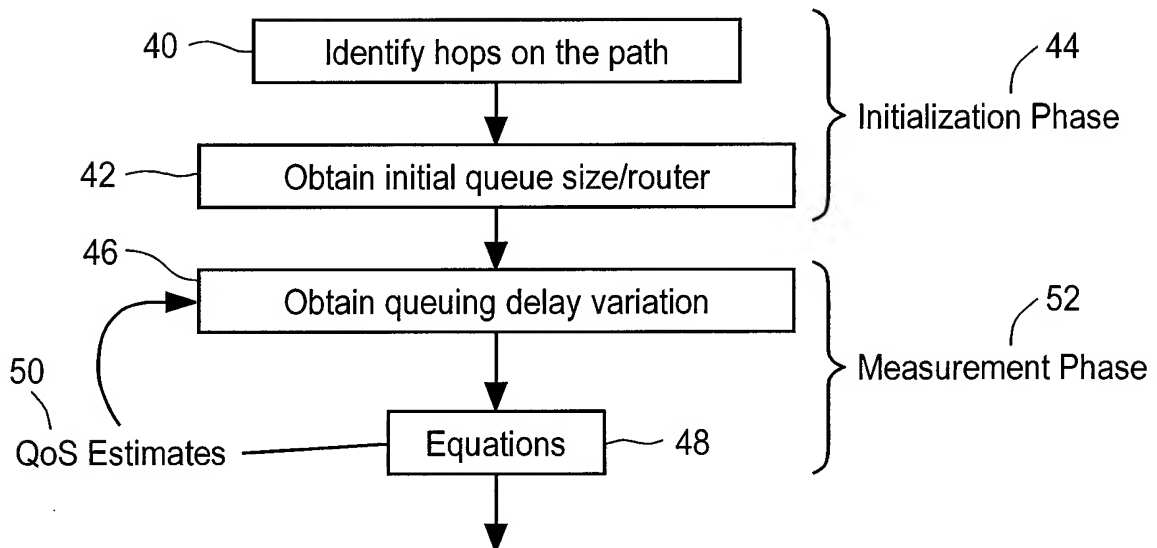 40
Identify hops on the path
44
Initialization Phase
42
Obtain initial queue size/router
46
Obtain queuing delay variation
52
Measurement Phase
50
QoS Estimates
Equations
48